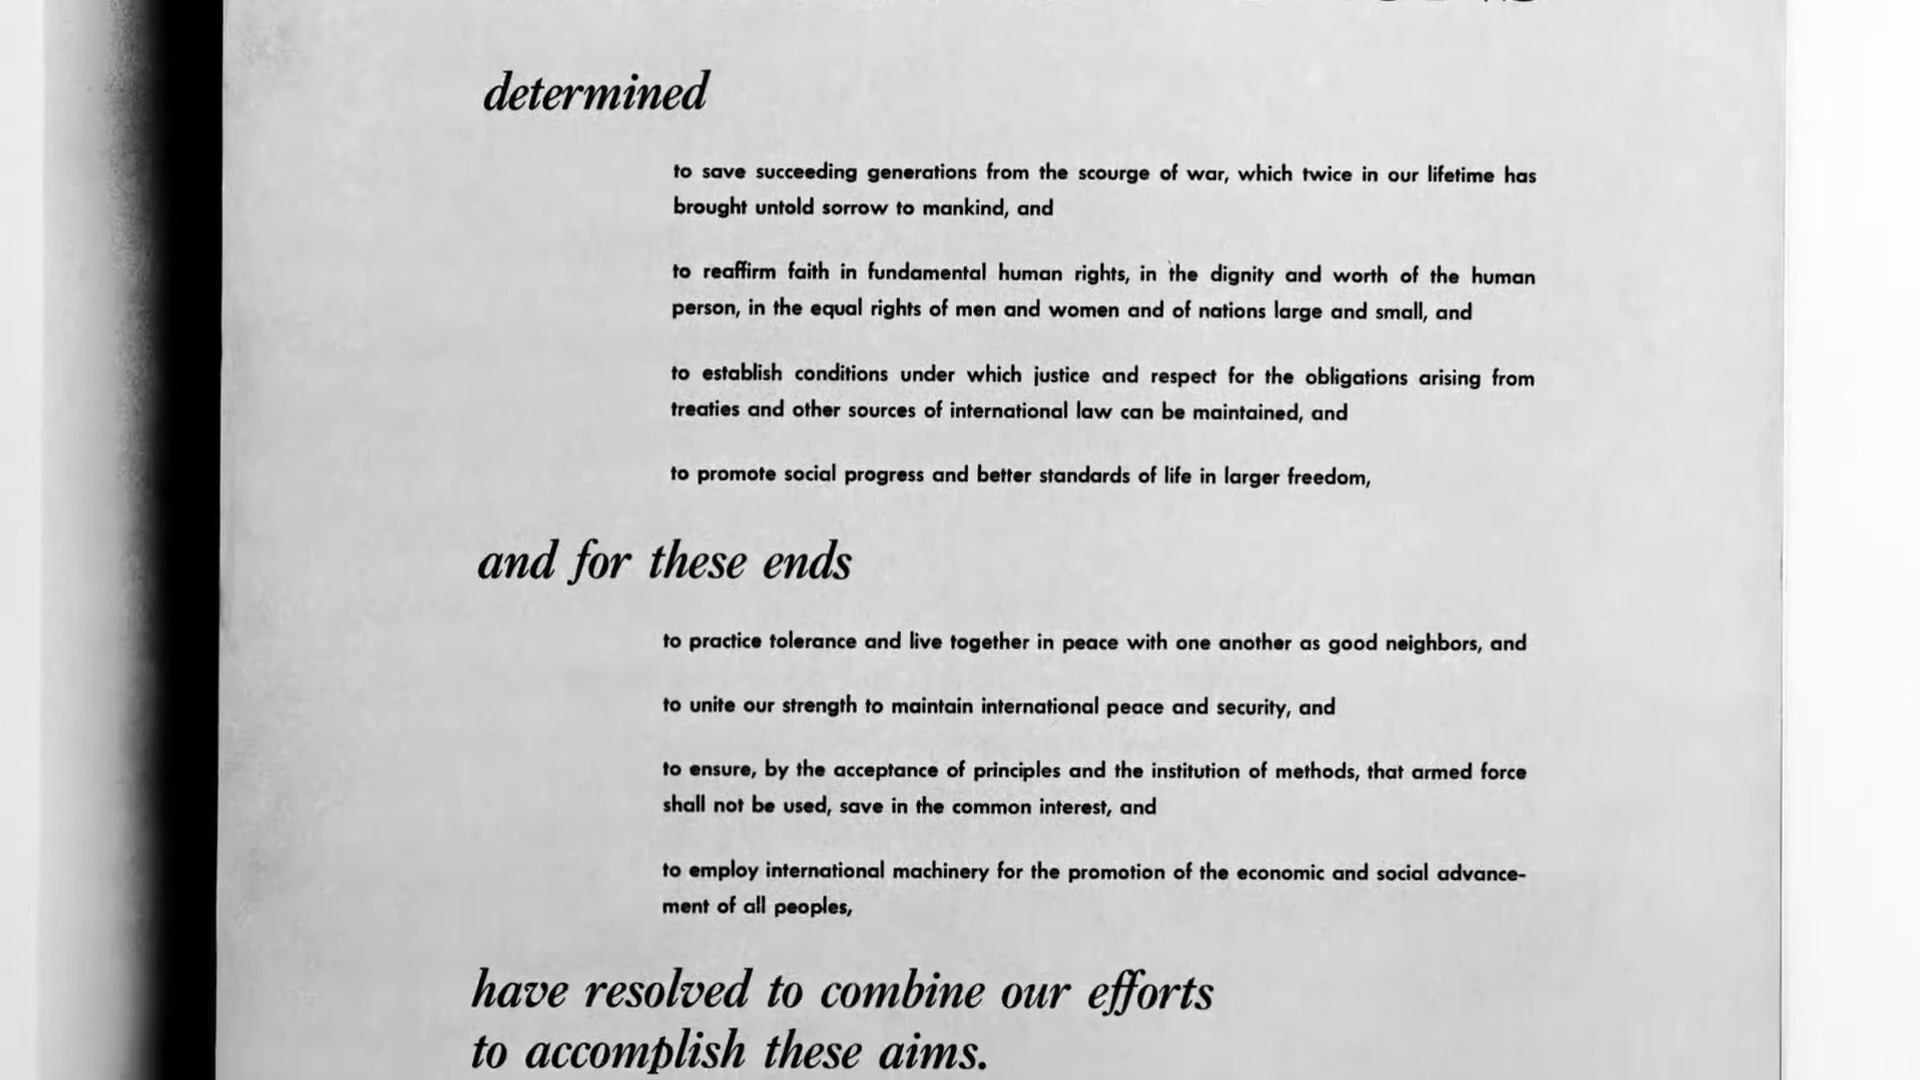 determined
to save succeeding generations from the scourge of war, which twice in our lifetime has
brought untold sorrow to mankind, and
to reaffirm faith in fundamental human rights, in the dignity and worth of the human
person, in the equal rights of men and women and of nations large and small, and
to establish conditions under which justice and respect for the obligations arising from
treaties and other sources of international law can be maintained, and
to promote social progress and better standards of life in larger freedom,
and for these ends
to practice tolerance and live together in peace with one another as good neighbors, and
to unite our strength to maintain international peace and security, and
to ensure, by the acceptance of principles and the institution of methods, that armed force
shall not be used, save in the common interest, and
to employ international machinery for the promotion of the economic and social advance-
ment of all peoples,
have resolved to combine our efforts
to accomplish these aims.